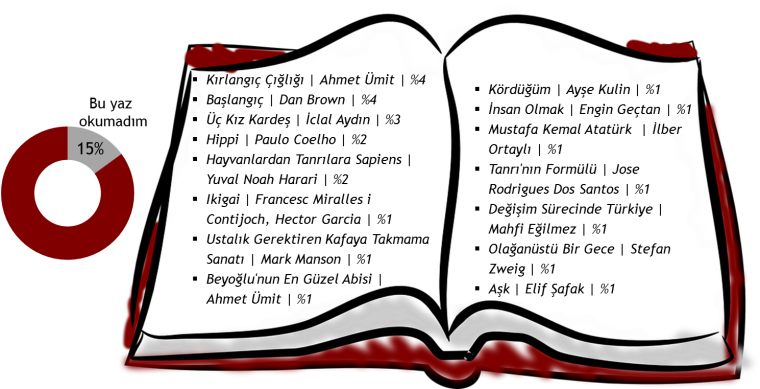 Bu yaz
okumadım
15%
▪ Kırlangıç Çığlığı | Ahmet Ümit | %4
▪ Başlangıç | Dan Brown | %4
▪ Üç Kız Kardeş | İclal Aydın | %3
▪ Hippi | Paulo Coelho | %2
▪ Hayvanlardan Tanrılara Sapiens |
Yuval Noah Harari | %2
▪ Ikigai | Francesc Miralles i
Contijoch, Hector Garcia | %1
▪ Ustalık Gerektiren Kafaya Takmama
Sanatı | Mark Manson | %1
▪ Beyoğlu'nun En Güzel Abisi |
Ahmet Ümit | %1
▪ Kördüğüm | Ayşe Kulin | %1
▪ İnsan Olmak | Engin Geçtan | %1
▪ Mustafa Kemal Atatürk | İlber
Ortaylı | %1
▪ Tanrı'nın Formülü | Jose
Rodrigues Dos Santos | %1
▪ Değişim Sürecinde Türkiye |
Mahfi Eğilmez | %1
▪ Olağanüstü Bir Gece | Stefan
Zweig | %1
▪ Aşk | Elif Şafak | %1